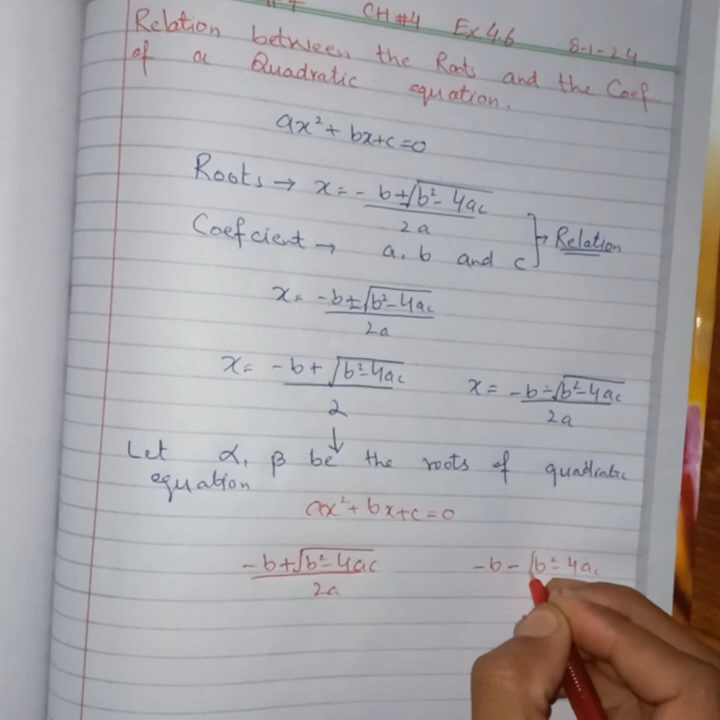 CH #4 Ex 4.6 8-1-24
Relation between the Roots and the Coef
of a Quadratic equation.
ax² + bx+c=0
Roots → x = -b±√b²-4ac / 2a
Coefcient → a, b and c } → Relation
x = -b±√b²-4ac / 2a
x = -b+√b²-4ac / 2 x = -b-√b²-4ac / 2a
↓
Let α, β be the roots of quadratic
equation
ax² + bx+c=0
-b+√b²-4ac / 2a -b-√b²-4ac